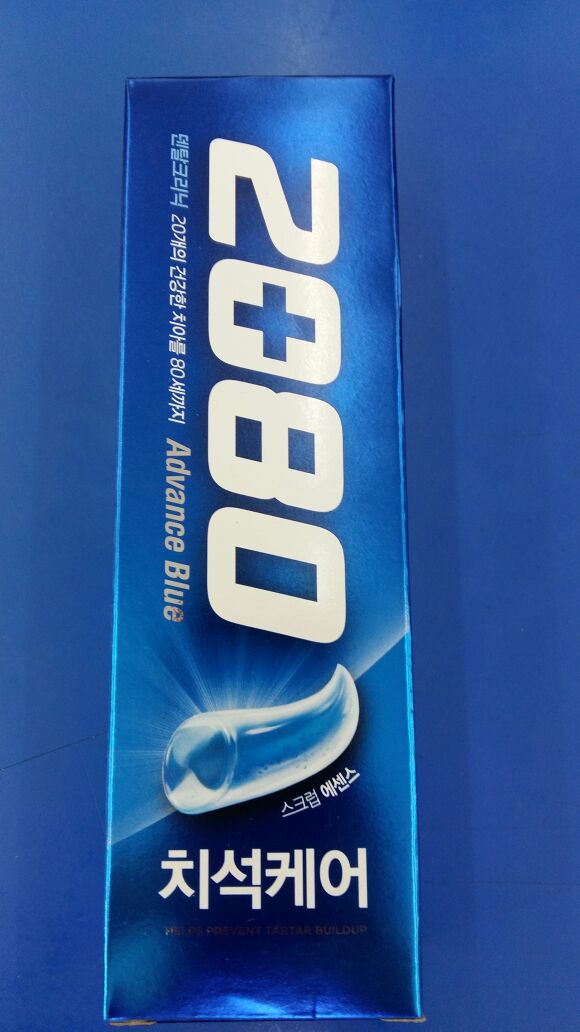 2080
덴탈크리닉 20개의 건강한 치아를 80세까지 Advance Blue
스크럽 에센스
치석케어
HELPS PREVENT TARTAR BUILDUP